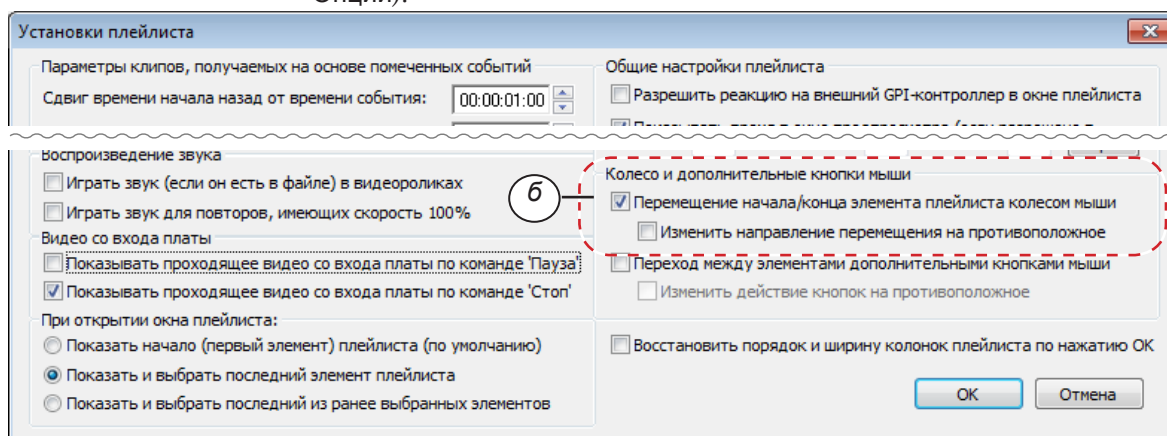 Опции).
Установки плейлиста
Параметры клипов, получаемых на основе помеченных событий
Сдвиг времени начала назад от времени события: 00:00:01:00
Общие настройки плейлиста
Разрешить реакцию на внешний GPI-контроллер в окне плейлиста
Воспроизведение звука
Играть звук (если он есть в файле) в видеороликах
Играть звук для повторов, имеющих скорость 100%
Видео со входа платы
Показывать проходящее видео со входа платы по команде 'Пауза'
Показывать проходящее видео со входа платы по команде 'Стоп'
При открытии окна плейлиста:
Показать начало (первый элемент) плейлиста (по умолчанию)
Показать и выбрать последний элемент плейлиста
Показать и выбрать последний из ранее выбранных элементов
б
Колесо и дополнительные кнопки мыши
Перемещение начала/конца элемента плейлиста колесом мыши
Изменить направление перемещения на противоположное
Переход между элементами дополнительными кнопками мыши
Изменить действие кнопок на противоположное
Восстановить порядок и ширину колонок плейлиста по нажатию OK
OK
Отмена